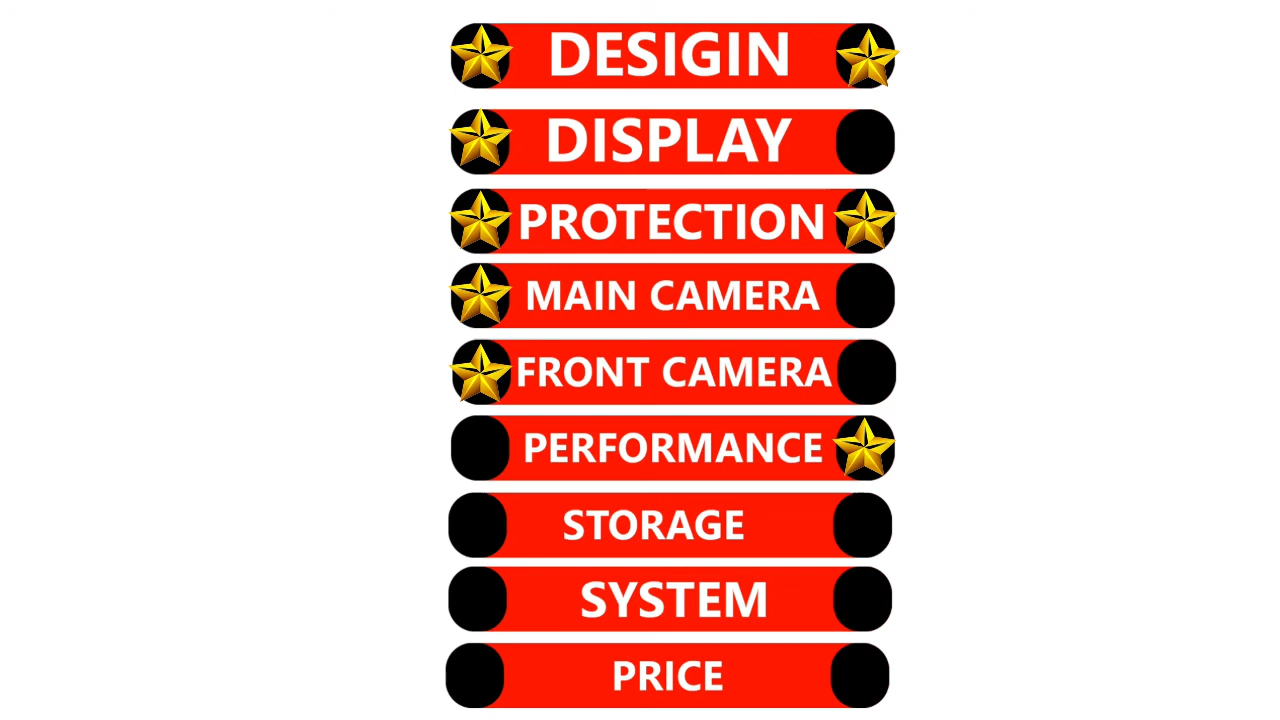 DESIGIN
DISPLAY
PROTECTION
MAIN CAMERA
FRONT CAMERA
PERFORMANCE
STORAGE
SYSTEM
PRICE